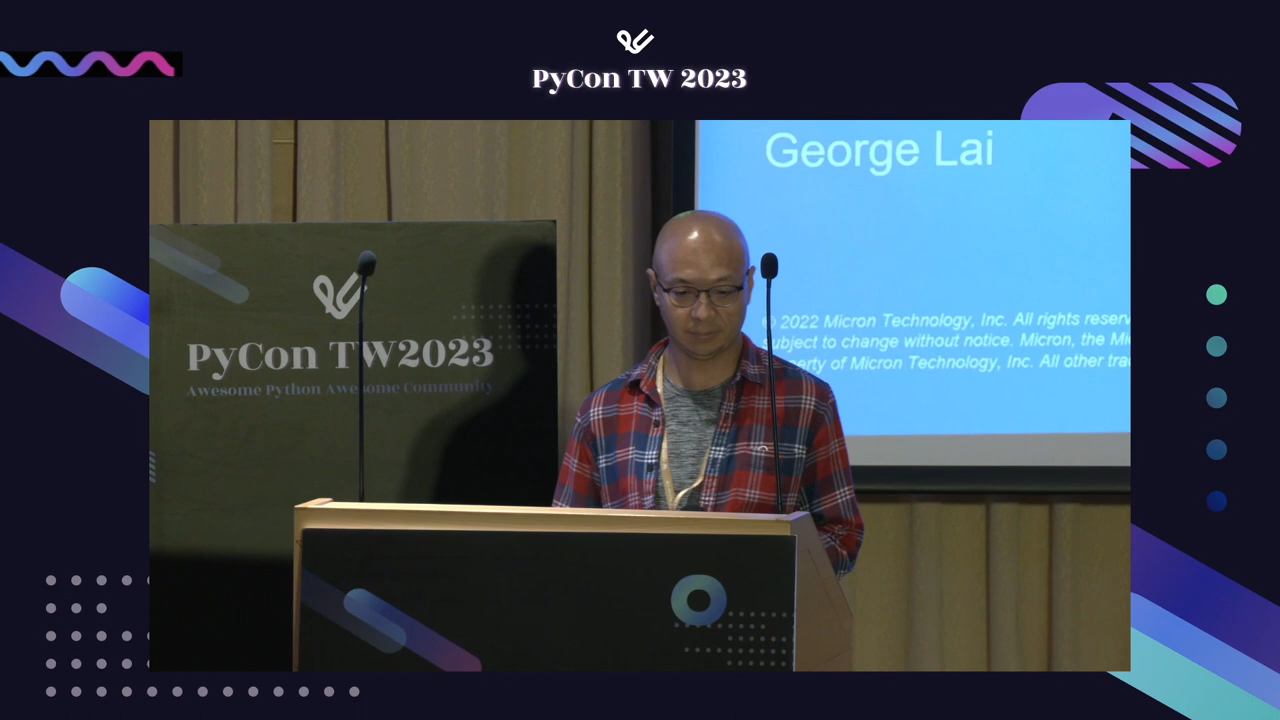 PyCon TW 2023
George Lai
© 2022 Micron Technology, Inc. All rights reserv
subject to change without notice. Micron, the Mi
erty of Micron Technology, Inc. All other tra
PyCon TW2023
Awesome Python Awesome Community